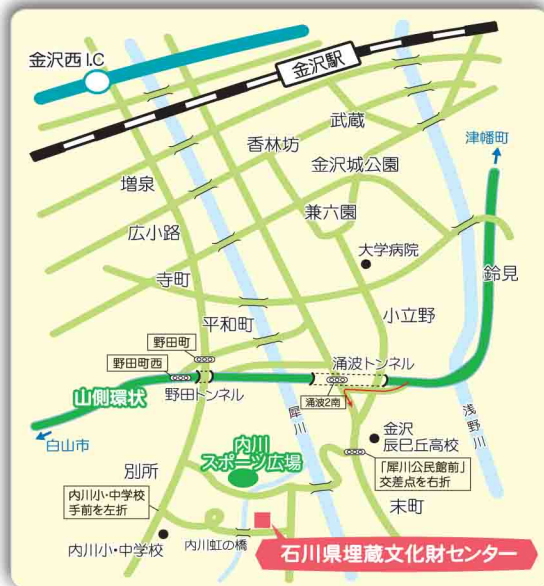 金沢西I.C
金沢駅
津幡町
武蔵
香林坊
金沢城公園
増泉
兼六園
広小路
大学病院
鈴見
寺町
小立野
平和町
野田町
野田町西
涌波トンネル
山側環状
野田トンネル
涌波2南
犀川
浅野川
白山市
金沢
辰巳丘高校
内川
スポーツ広場
別所
「犀川公民館前」
交差点を右折
内川小・中学校
手前を左折
末町
内川小・中学校
内川虹の橋
石川県埋蔵文化財センター